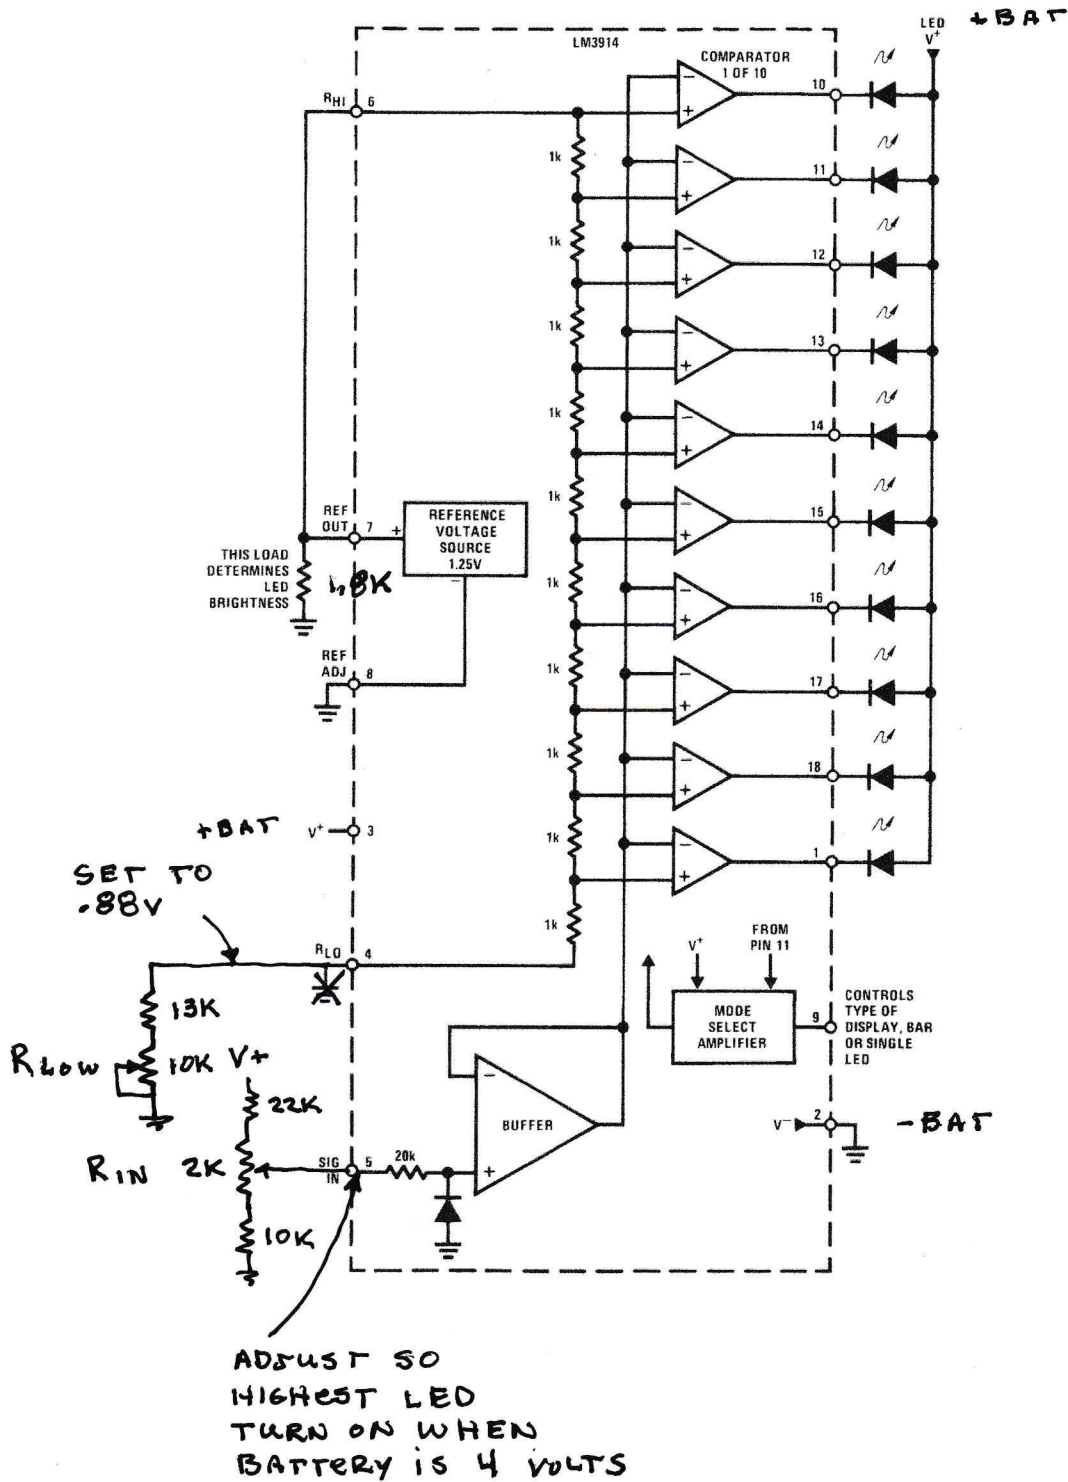 +BAT
LED
V+
LM3914
COMPARATOR
1 OF 10
10
RHI
6
-
+
1k
11
-
+
1k
12
-
+
1k
13
-
+
1k
14
-
+
1k
15
-
+
REF
OUT
7
+
REFERENCE
VOLTAGE
SOURCE
1.25V
-
THIS LOAD
DETERMINES
LED
BRIGHTNESS
1.8K
1k
16
-
+
REF
ADJ
8
1k
17
-
+
1k
18
-
+
+BAT
V+
3
1k
1
-
+
SET TO
.88V
1k
RLO
4
V+
FROM
PIN 11
MODE
SELECT
AMPLIFIER
9
CONTROLS
TYPE OF
DISPLAY, BAR
OR SINGLE
LED
13K
RLOW
10K
V+
22K
-
BUFFER
+
V-
2
-BAT
RIN
2K
SIG
IN
5
20k
10K
ADJUST SO
HIGHEST LED
TURN ON WHEN
BATTERY iS 4 VOLTS